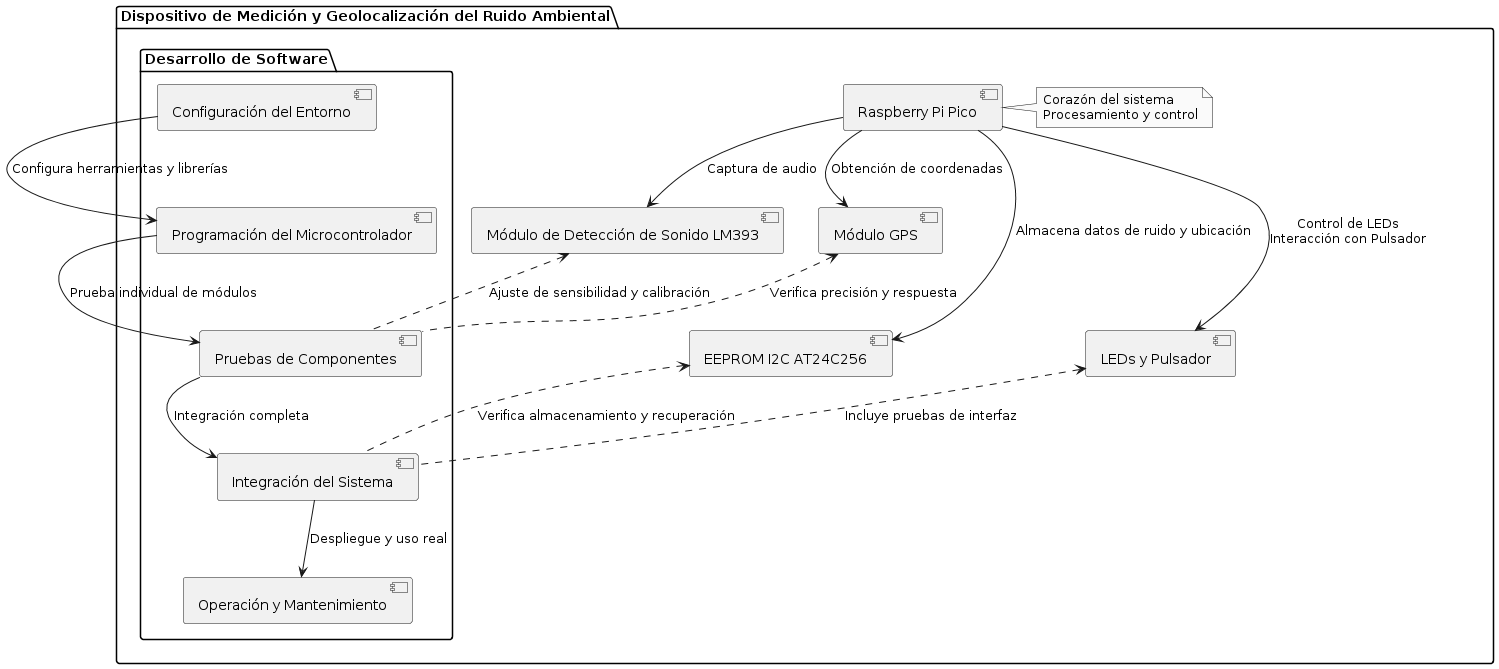 Dispositivo de Medición y Geolocalización del Ruido Ambiental
Desarrollo de Software
Configuración del Entorno
Raspberry Pi Pico
Corazón del sistema
Procesamiento y control
Configura herramientas y librerías
Captura de audio
Obtención de coordenadas
Programación del Microcontrolador
Módulo de Detección de Sonido LM393
Módulo GPS
Almacena datos de ruido y ubicación
Control de LEDs
Interacción con Pulsador
Prueba individual de módulos
Ajuste de sensibilidad y calibración
Verifica precisión y respuesta
Pruebas de Componentes
EEPROM I2C AT24C256
LEDs y Pulsador
Integración completa
Verifica almacenamiento y recuperación
Incluye pruebas de interfaz
Integración del Sistema
Despliegue y uso real
Operación y Mantenimiento